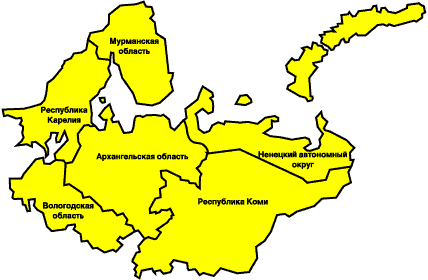 Мурманская
область
Республика
Карелия
Архангельская область
Ненецкий автономный
округ
Вологодская
область
Республика Коми